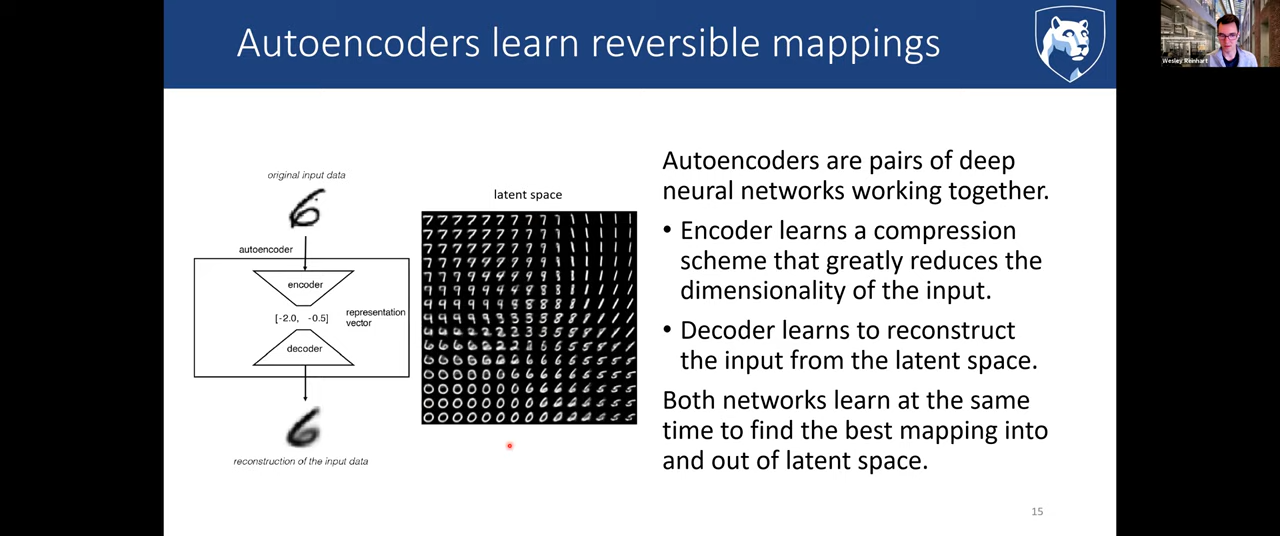 Autoencoders learn reversible mappings
Wesley Reinhart
original input data
autoencoder
encoder
[-2.0, -0.5]
representation
vector
decoder
reconstruction of the input data
latent space
Autoencoders are pairs of deep
neural networks working together.
• Encoder learns a compression
scheme that greatly reduces the
dimensionality of the input.
• Decoder learns to reconstruct
the input from the latent space.
Both networks learn at the same
time to find the best mapping into
and out of latent space.
15